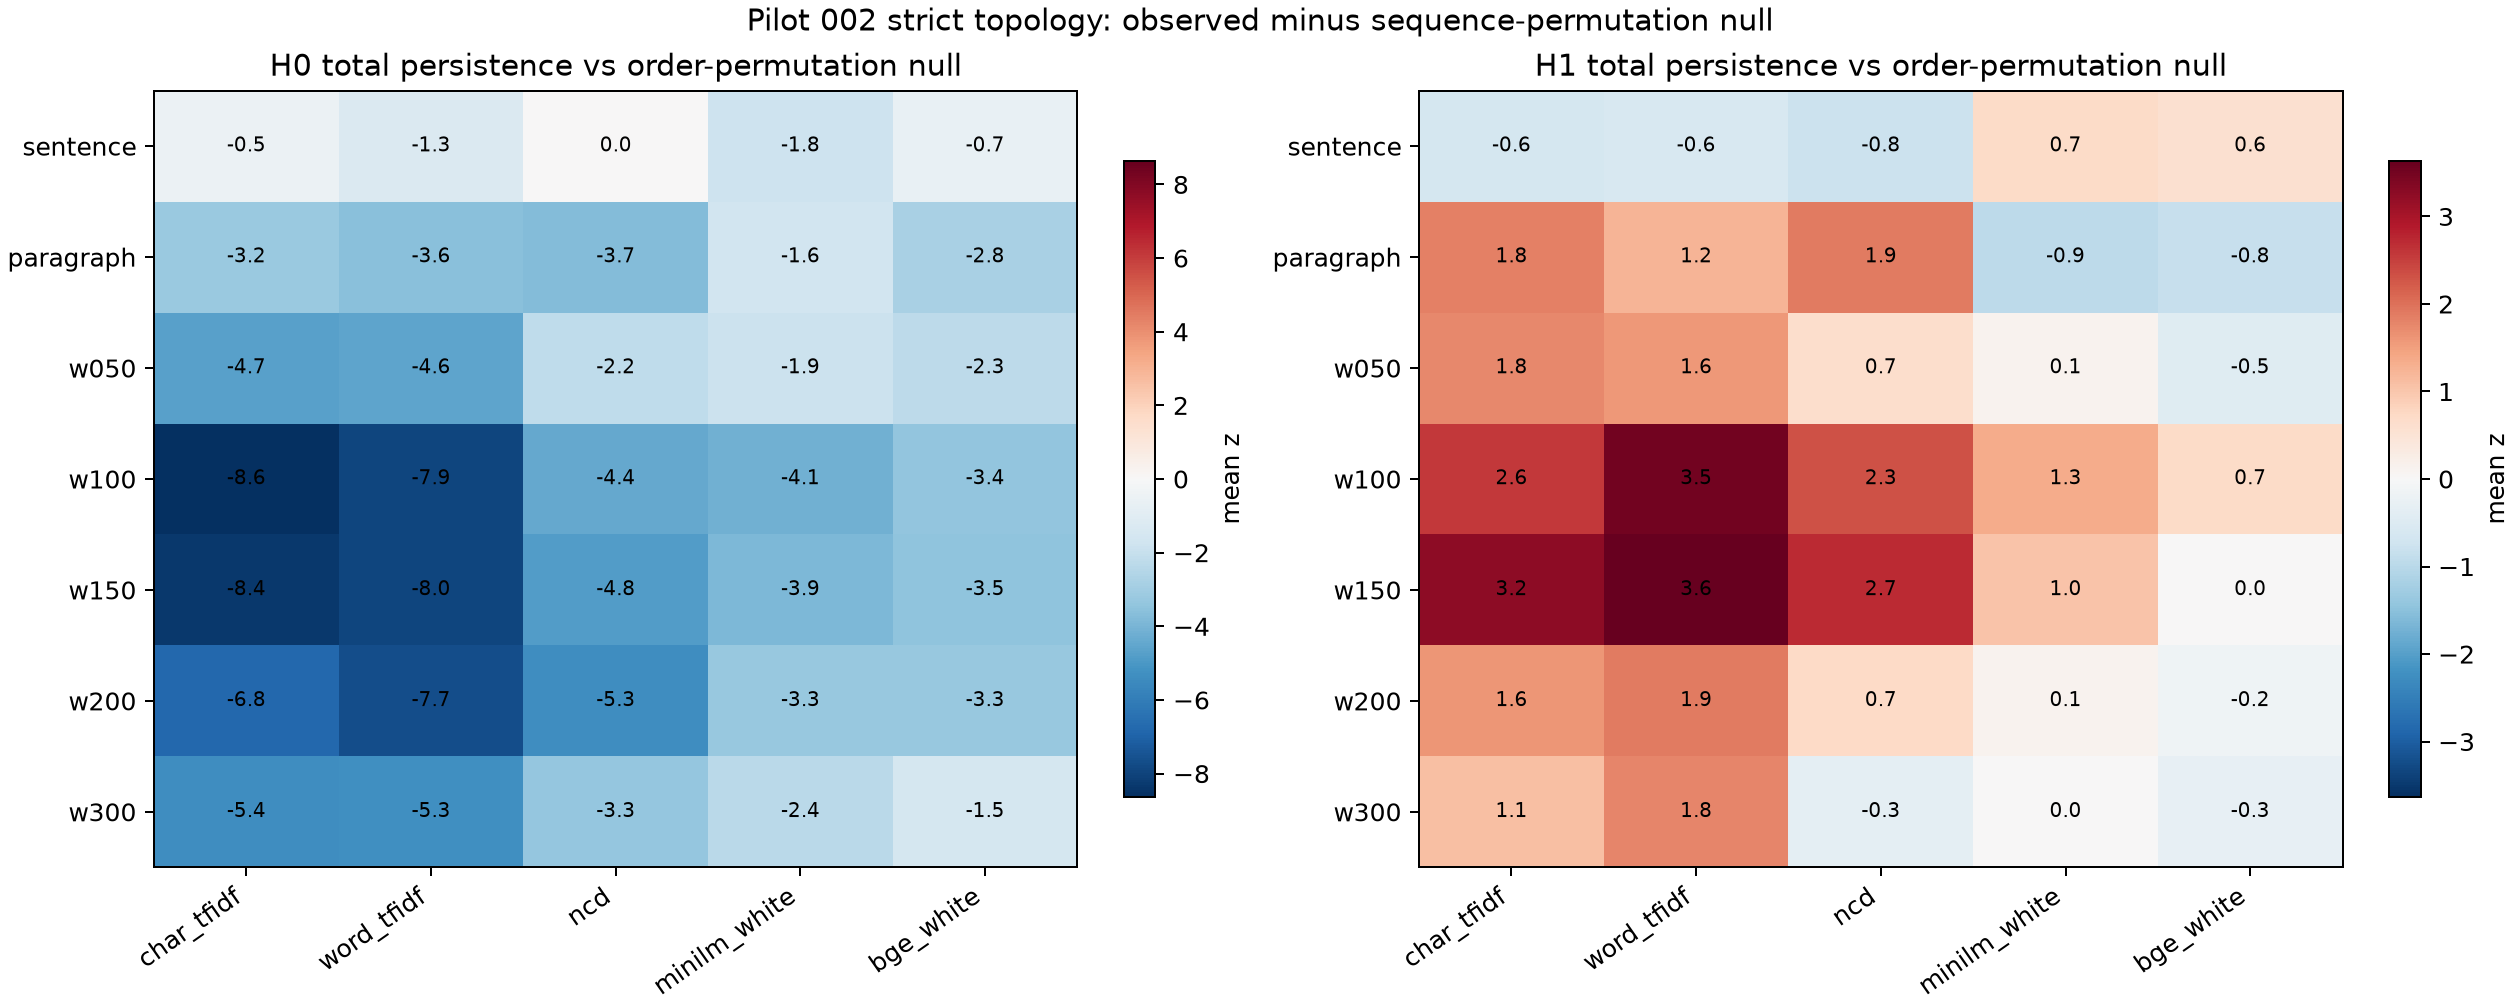 Pilot 002 strict topology: observed minus sequence-permutation null
H0 total persistence vs order-permutation null
sentence -0.5 -1.3 0.0 -1.8 -0.7
paragraph -3.2 -3.6 -3.7 -1.6 -2.8
w050 -4.7 -4.6 -2.2 -1.9 -2.3
w100 -8.6 -7.9 -4.4 -4.1 -3.4
w150 -8.4 -8.0 -4.8 -3.9 -3.5
w200 -6.8 -7.7 -5.3 -3.3 -3.3
w300 -5.4 -5.3 -3.3 -2.4 -1.5
char_tfidf word_tfidf ncd minilm_white bge_white
8
6
4
2
0
−2
−4
−6
−8
mean z
H1 total persistence vs order-permutation null
sentence -0.6 -0.6 -0.8 0.7 0.6
paragraph 1.8 1.2 1.9 -0.9 -0.8
w050 1.8 1.6 0.7 0.1 -0.5
w100 2.6 3.5 2.3 1.3 0.7
w150 3.2 3.6 2.7 1.0 0.0
w200 1.6 1.9 0.7 0.1 -0.2
w300 1.1 1.8 -0.3 0.0 -0.3
char_tfidf word_tfidf ncd minilm_white bge_white
3
2
1
0
−1
−2
−3
mean z